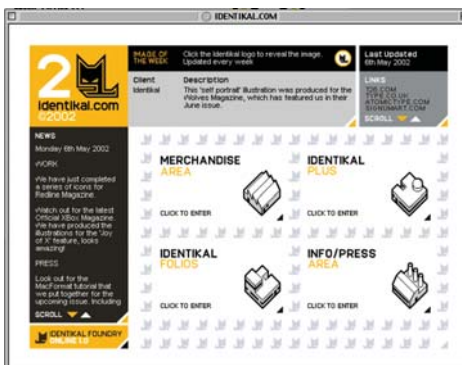 IDENTIKAL.COM
2
identikal.com
©2002
IMAGE OF
THE WEEK
Click the Identikal logo to reveal the image.
Updated every week
Last Updated
6th May 2002
Client
Identikal
Description
This 'self portrait' illustration was produced for the
Wolves Magazine, which has featured us in their
June issue.
LINKS
TYPE.CO.UK
ATOMICTYPE.COM
SIGNUMART.COM
SCROLL
NEWS
Monday 6th May 2002
WORK
We have just completed
a series of icons for
Redline Magazine.
Watch out for the latest
Official XBox Magazine.
We have produced the
illustrations for the 'Joy
of X' feature, looks
amazing!
PRESS
Look out for the
MacFormat tutorial that
we put together for the
upcoming issue. Including
SCROLL
IDENTIKAL FOUNDRY
ONLINE 1.0
MERCHANDISE
AREA
CLICK TO ENTER
IDENTIKAL
PLUS
CLICK TO ENTER
IDENTIKAL
FOLIOS
CLICK TO ENTER
INFO/PRESS
AREA
CLICK TO ENTER